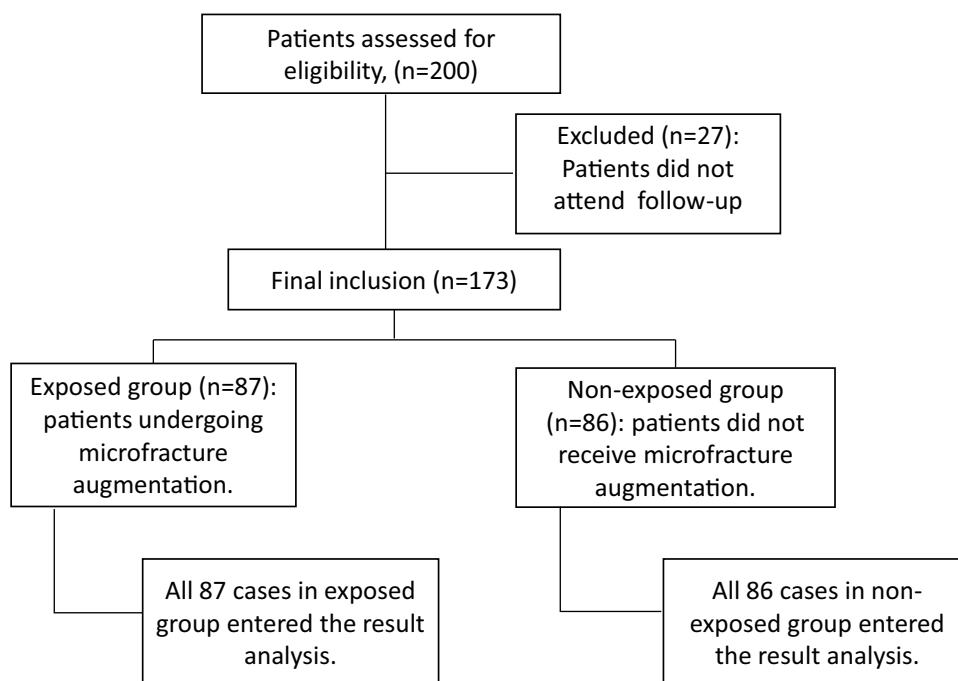 Patients assessed for
eligibility, (n=200)
Excluded (n=27):
Patients did not
attend follow-up
Final inclusion (n=173)
Exposed group (n=87):
patients undergoing
microfracture
augmentation.
Non-exposed group
(n=86): patients did not
receive microfracture
augmentation.
All 87 cases in exposed
group entered the result
analysis.
All 86 cases in non-
exposed group entered
the result analysis.